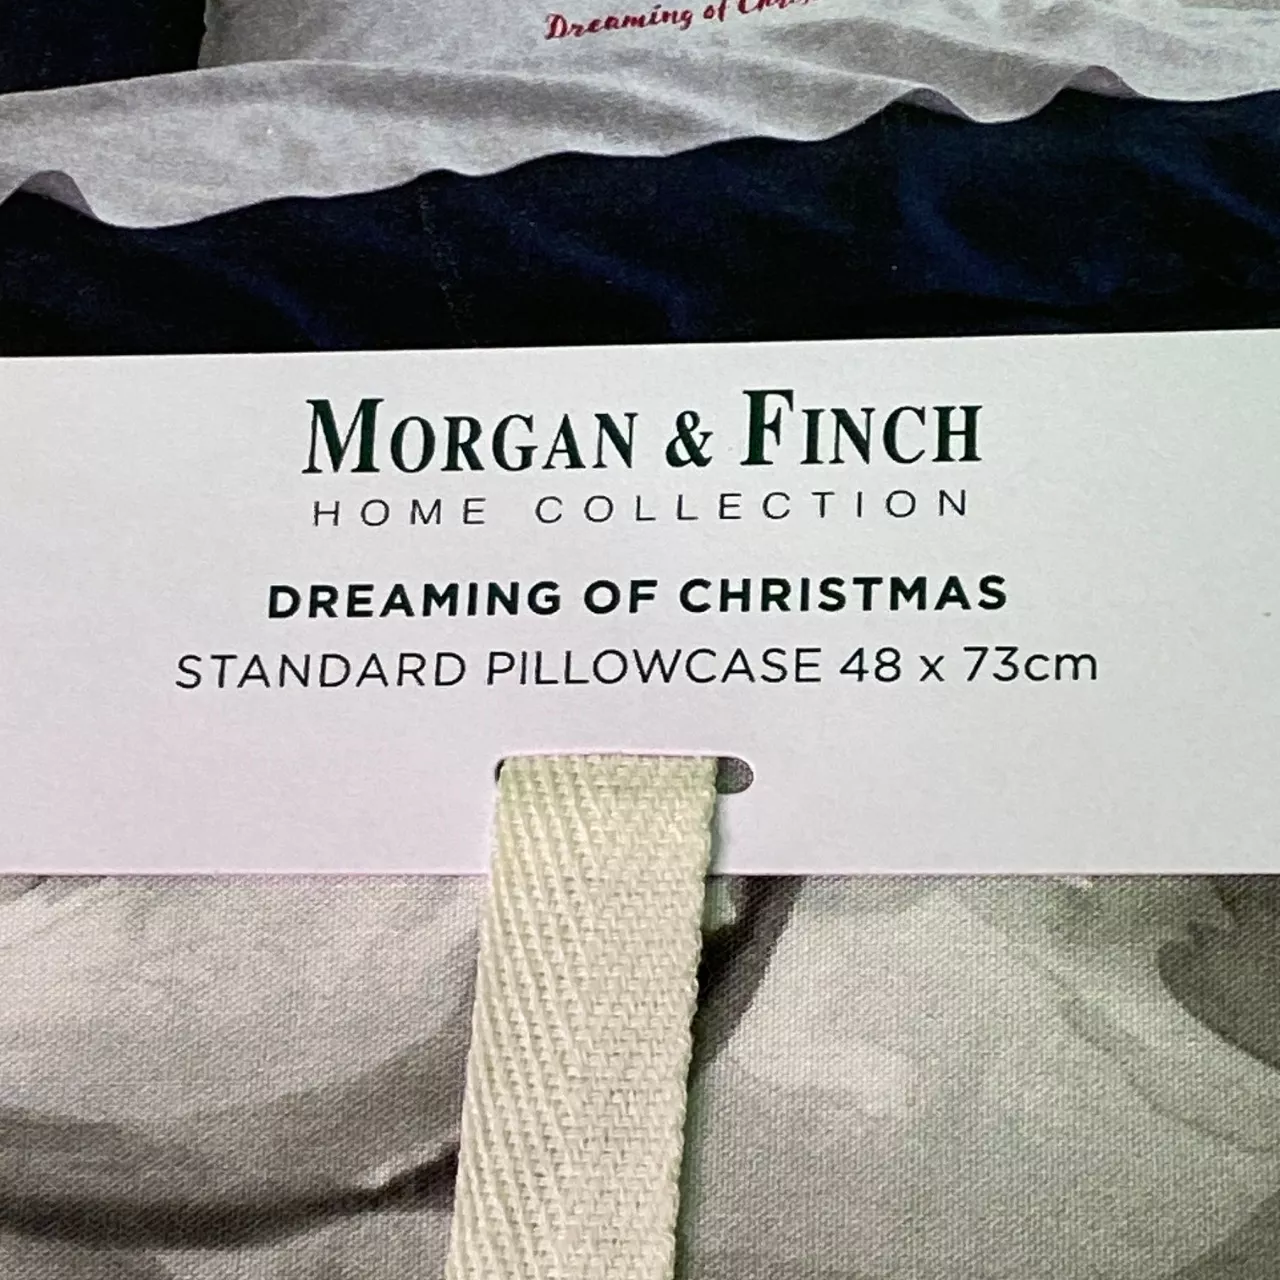 Dreaming of
MORGAN & FINCH
HOME COLLECTION
DREAMING OF CHRISTMAS
STANDARD PILLOWCASE 48 x 73cm